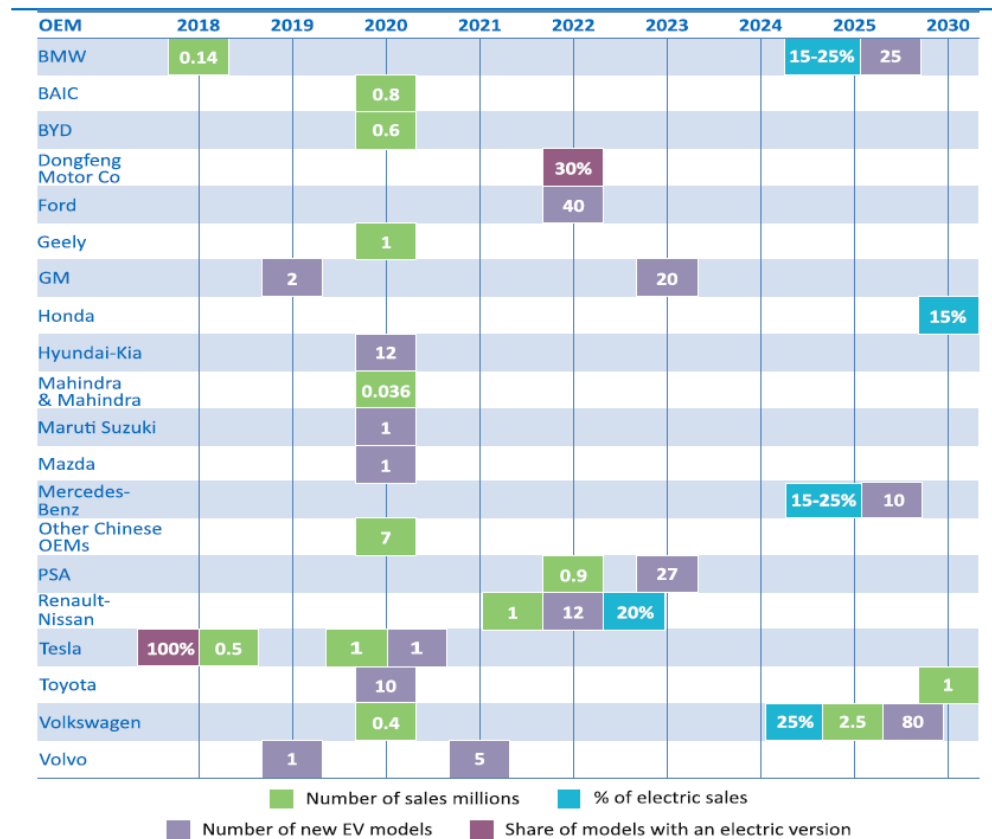 OEM 2018 2019 2020 2021 2022 2023 2024 2025 2030
BMW 0.14 15-25% 25
BAIC 0.8
BYD 0.6
Dongfeng
Motor Co 30%
Ford 40
Geely 1
GM 2 20
Honda 15%
Hyundai-Kia 12
Mahindra
& Mahindra 0.036
Maruti Suzuki 1
Mazda 1
Mercedes-
Benz 15-25% 10
Other Chinese
OEMs 7
PSA 0.9 27
Renault-
Nissan 1 12 20%
Tesla 100% 0.5 1 1
Toyota 10 1
Volkswagen 0.4 25% 2.5 80
Volvo 1 5
Number of sales millions % of electric sales
Number of new EV models Share of models with an electric version